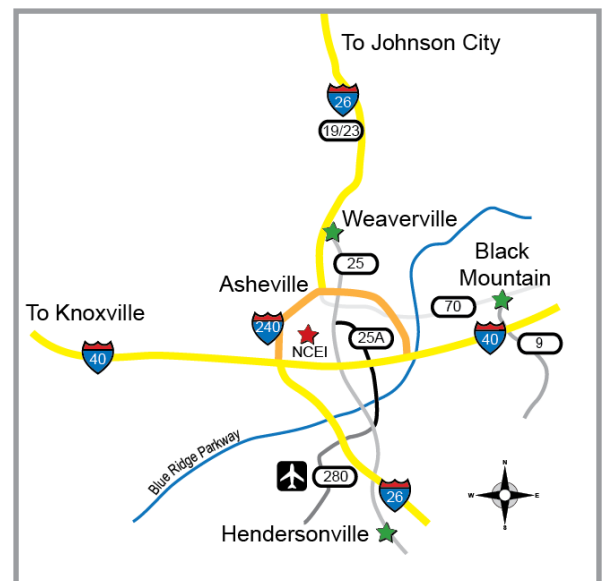 To Johnson City
26
19/23
Weaverville
25
Black
Mountain
Asheville
70
To Knoxville
240
NCEI
25A
40
9
40
Blue Ridge Parkway
280
26
Hendersonville
N
W
E
S